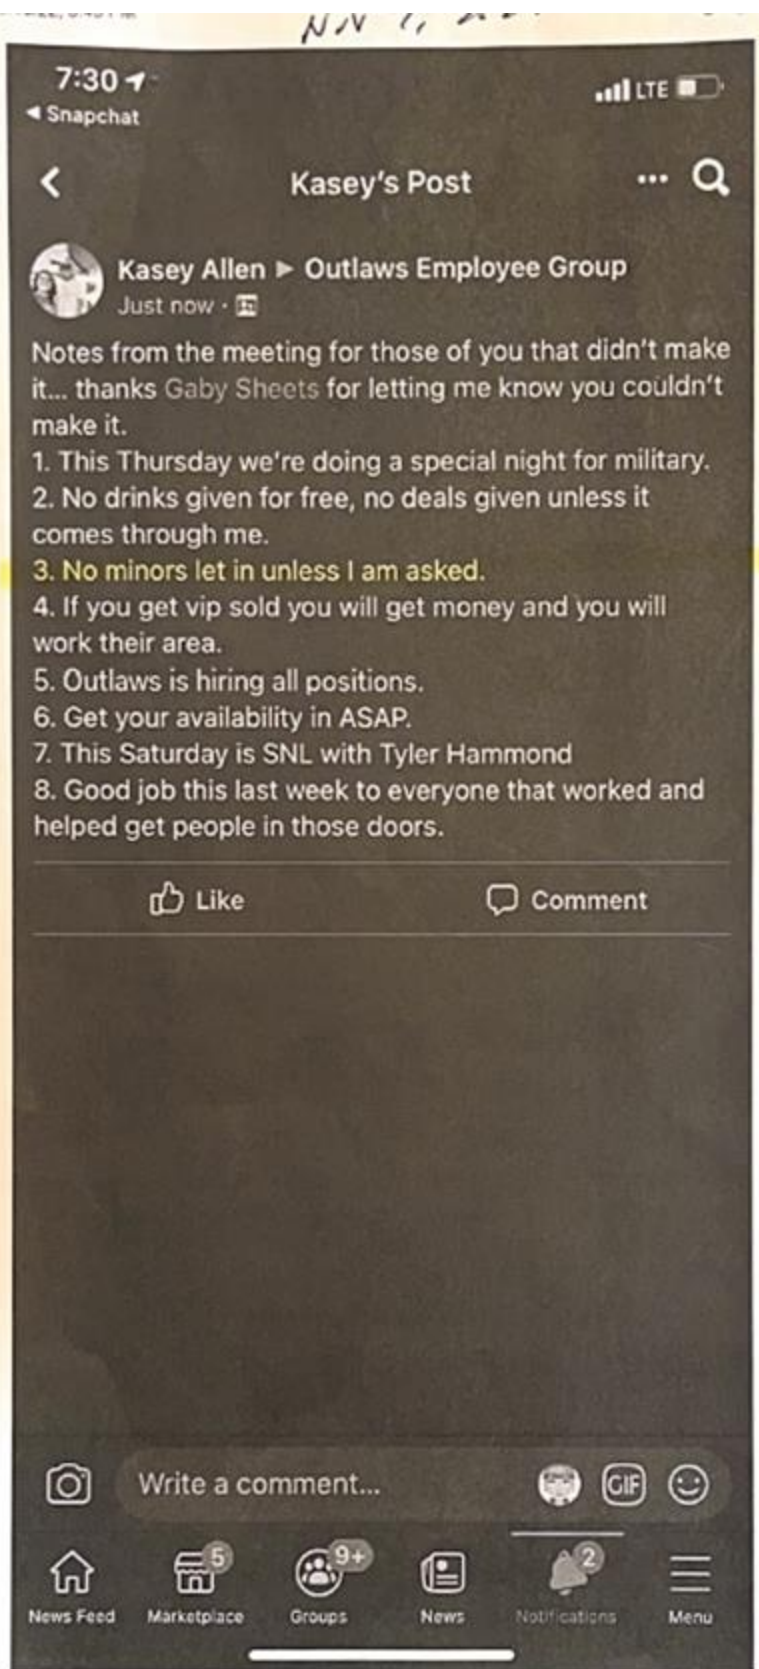 7:30
Snapchat
LTE
Kasey's Post
Kasey Allen ▸ Outlaws Employee Group
Just now ·
Notes from the meeting for those of you that didn't make
it... thanks Gaby Sheets for letting me know you couldn't
make it.
1. This Thursday we're doing a special night for military.
2. No drinks given for free, no deals given unless it
comes through me.
3. No minors let in unless I am asked.
4. If you get vip sold you will get money and you will
work their area.
5. Outlaws is hiring all positions.
6. Get your availability in ASAP.
7. This Saturday is SNL with Tyler Hammond
8. Good job this last week to everyone that worked and
helped get people in those doors.
Like Comment
Write a comment... GIF
5 9+ 2
News Feed Marketplace Groups News Notifications Menu